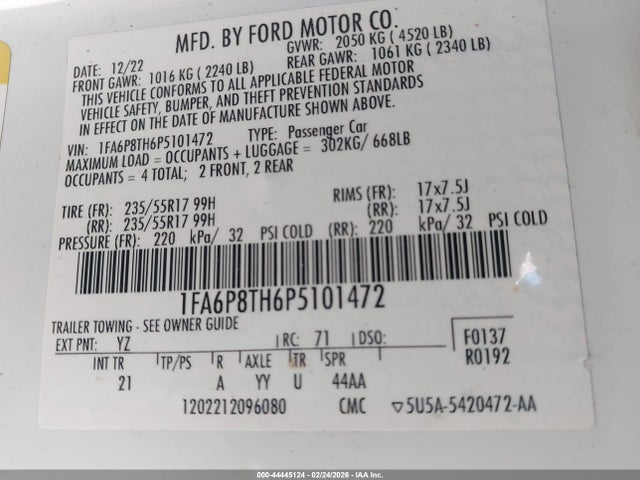 MFD. BY FORD MOTOR CO.
DATE: 12/22 GVWR: 2050 KG ( 4520 LB)
FRONT GAWR: 1016 KG ( 2240 LB) REAR GAWR: 1061 KG ( 2340 LB)
THIS VEHICLE CONFORMS TO ALL APPLICABLE FEDERAL MOTOR
VEHICLE SAFETY, BUMPER, AND THEFT PREVENTION STANDARDS
IN EFFECT ON THE DATE OF MANUFACTURE SHOWN ABOVE.
VIN: 1FA6P8TH6P5101472 TYPE: Passenger Car
MAXIMUM LOAD = OCCUPANTS + LUGGAGE = 302KG/ 668LB
OCCUPANTS = 4 TOTAL; 2 FRONT, 2 REAR
TIRE (FR): 235/55R17 99H RIMS (FR): 17x7.5J
(RR): 235/55R17 99H (RR): 17x7.5J
PRESSURE (FR): 220 kPa/ 32 PSI COLD (RR): 220 kPa/ 32 PSI COLD
1FA6P8TH6P5101472
TRAILER TOWING - SEE OWNER GUIDE
EXT PNT: YZ RC: 71 DSO: F0137
INT TR TP/PS R AXLE TR SPR R0192
21 A YY U 44AA
1202212096080 CMC ▽5U5A-5420472-AA
000-44445124 - 02/24/2026 - IAA Inc.